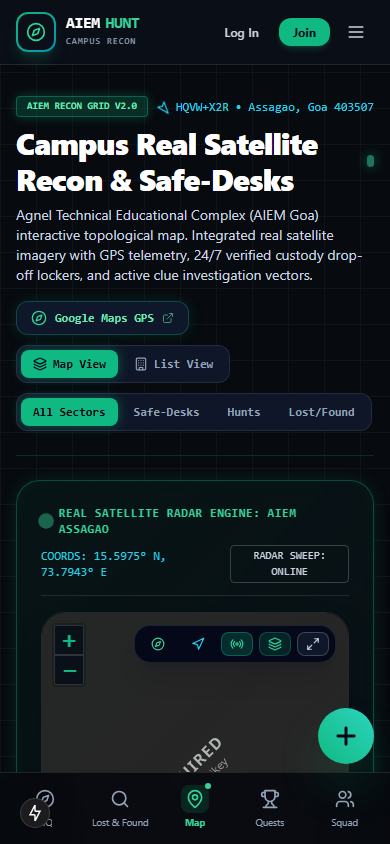 AIEM HUNT
CAMPUS RECON
Log In
Join
AIEM RECON GRID V2.0
HQVW+X2R • Assagao, Goa 403507
Campus Real Satellite
Recon & Safe-Desks
Agnel Technical Educational Complex (AIEM Goa)
interactive topological map. Integrated real satellite
imagery with GPS telemetry, 24/7 verified custody drop-
off lockers, and active clue investigation vectors.
Google Maps GPS
Map View
List View
All Sectors
Safe-Desks
Hunts
Lost/Found
REAL SATELLITE RADAR ENGINE: AIEM
ASSAGAO
COORDS: 15.5975° N,
73.7943° E
RADAR SWEEP:
ONLINE
+
−
Lost & Found
Map
Quests
Squad